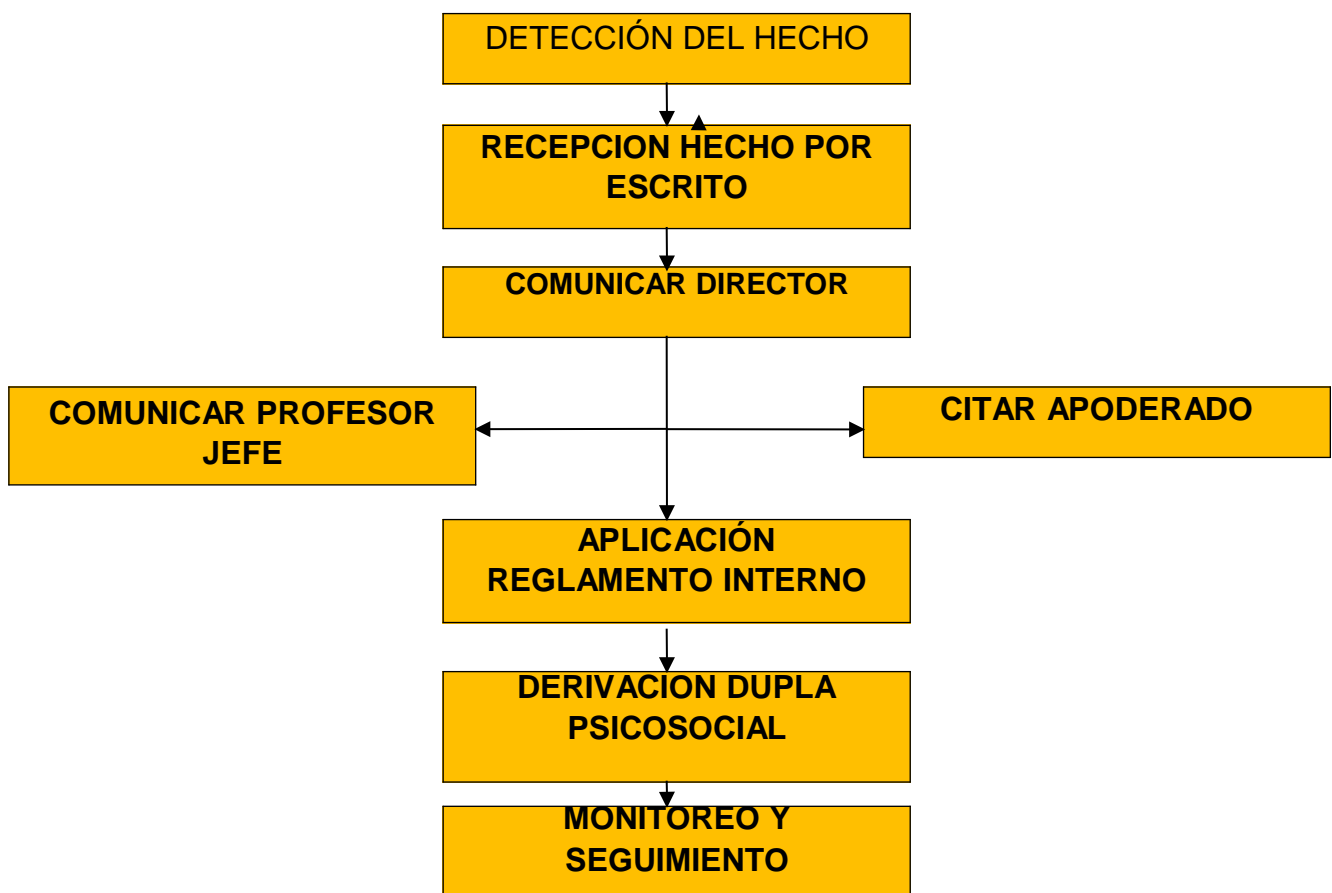 DETECCIÓN DEL HECHO
RECEPCION HECHO POR
ESCRITO
COMUNICAR DIRECTOR
COMUNICAR PROFESOR
JEFE
CITAR APODERADO
APLICACIÓN
REGLAMENTO INTERNO
DERIVACION DUPLA
PSICOSOCIAL
MONITOREO Y
SEGUIMIENTO